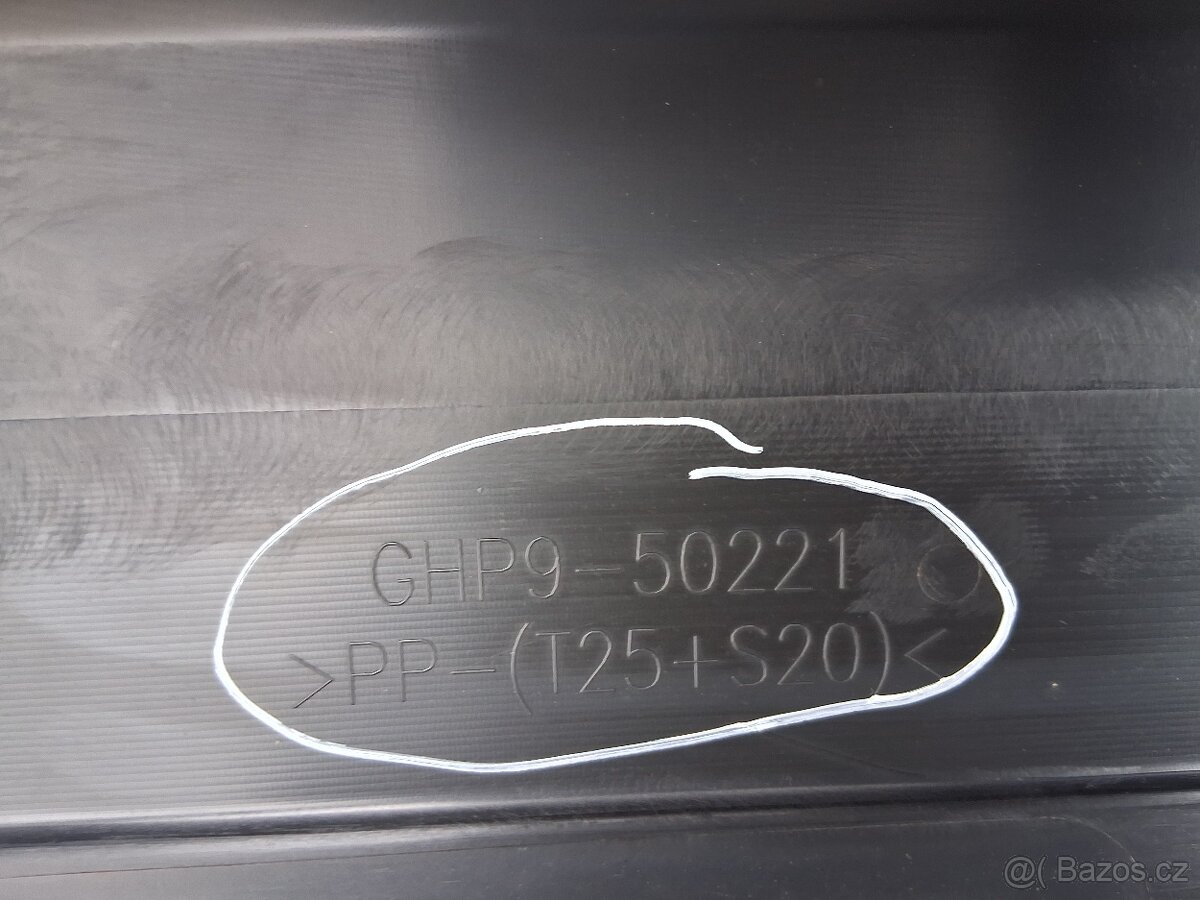 GHP9-50221
>PP-(T25+S20)<
@( Bazos.cz